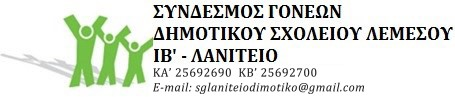 ΣΥΝΔΕΣΜΟΣ ΓΟΝΕΩΝ
ΔΗΜΟΤΙΚΟΥ ΣΧΟΛΕΙΟΥ ΛΕΜΕΣΟΥ
ΙΒ' - ΛΑΝΙΤΕΙΟ
ΚΑ’ 25692690 ΚΒ’ 25692700
E-mail: sglaniteiodimotiko@gmail.com